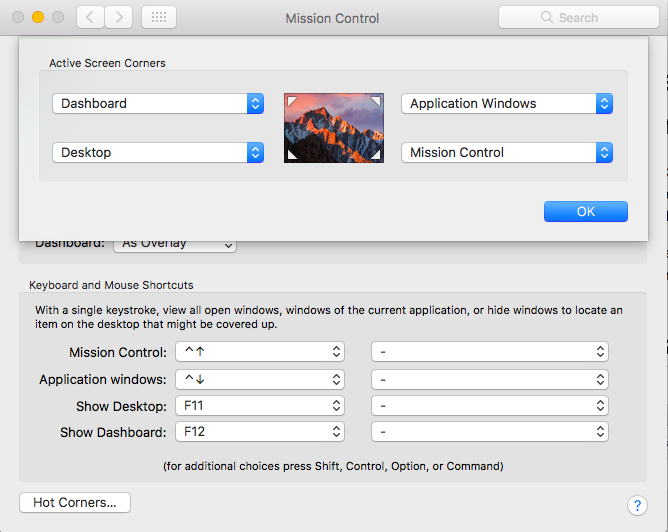 Mission Control
Search
Active Screen Corners
Dashboard
Application Windows
Desktop
Mission Control
OK
Dashboard: As Overlay
Keyboard and Mouse Shortcuts
With a single keystroke, view all open windows, windows of the current application, or hide windows to locate an
item on the desktop that might be covered up.
Mission Control: ^↑ -
Application windows: ^↓ -
Show Desktop: F11 -
Show Dashboard: F12 -
(for additional choices press Shift, Control, Option, or Command)
Hot Corners...
?